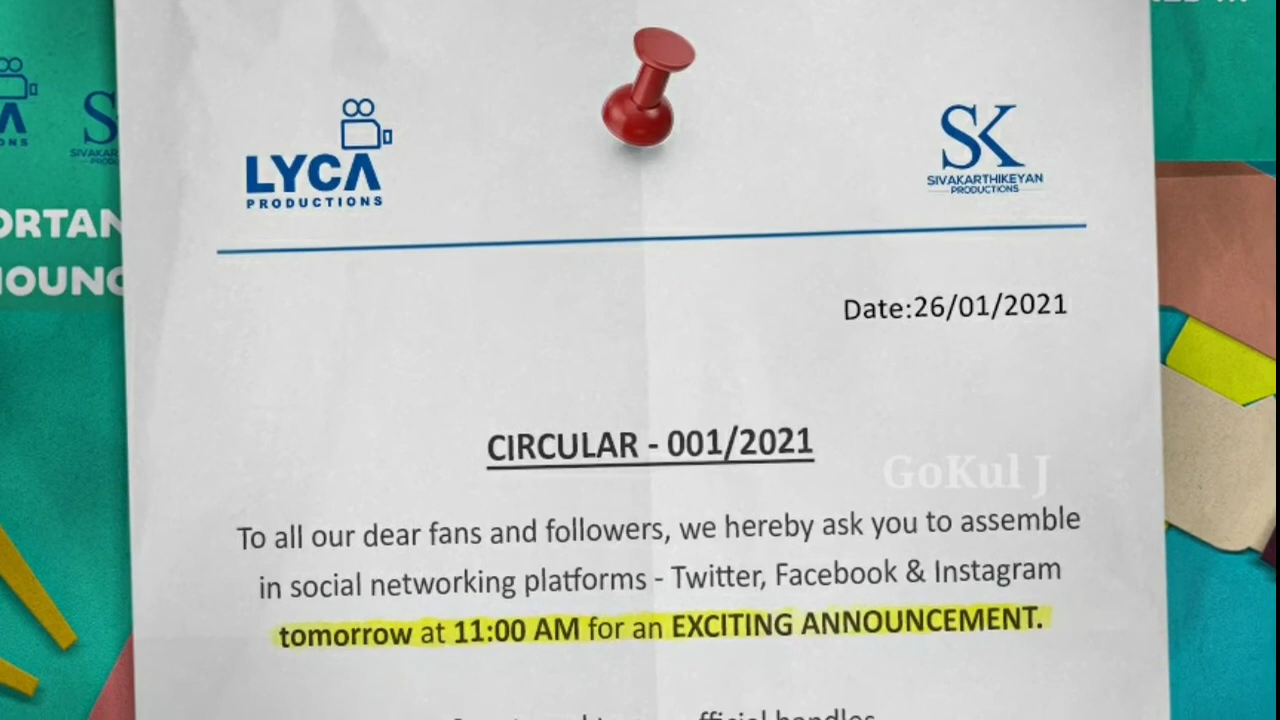 LYCA
PRODUCTIONS
SK
SIVAKARTHIKEYAN
PRODUCTIONS
Date:26/01/2021
CIRCULAR - 001/2021
GoKul J
To all our dear fans and followers, we hereby ask you to assemble
in social networking platforms - Twitter, Facebook & Instagram
tomorrow at 11:00 AM for an EXCITING ANNOUNCEMENT.